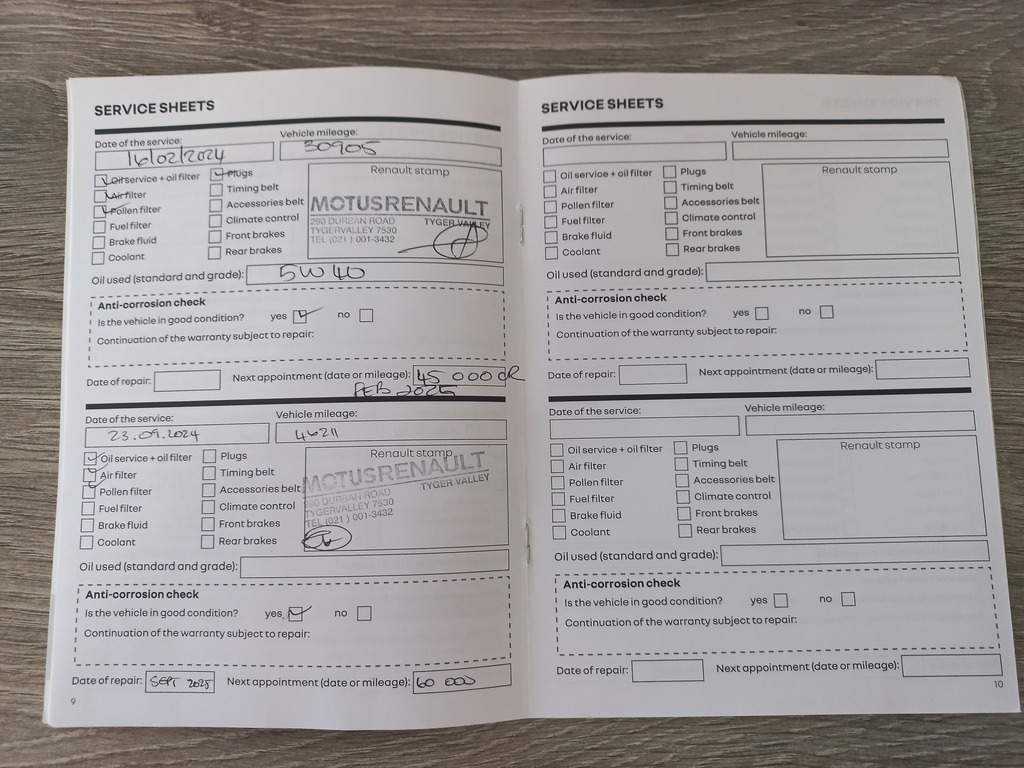 SERVICE SHEETS
Date of the service:
Vehicle mileage:
16/02/2024
30905
Oil service + oil filter
Plugs
Air filter
Timing belt
Pollen filter
Accessories belt
Fuel filter
Climate control
Brake fluid
Front brakes
Coolant
Rear brakes
Renault stamp
MOTUSRENAULT
290 DURBAN ROAD
TYGER VALLEY
TYGERVALLEY 7530
TEL (021 ) 001-3432
Oil used (standard and grade):
5W40
Anti-corrosion check
Is the vehicle in good condition? yes no
Continuation of the warranty subject to repair:
Date of repair:
Next appointment (date or mileage): 45 000 OR
FEB 2025
Date of the service:
Vehicle mileage:
23.09.2024
46211
Oil service + oil filter
Plugs
Air filter
Timing belt
Pollen filter
Accessories belt
Fuel filter
Climate control
Brake fluid
Front brakes
Coolant
Rear brakes
Renault stamp
MOTUSRENAULT
290 DURBAN ROAD
TYGER VALLEY
TYGERVALLEY 7530
TEL (021 ) 001-3432
Oil used (standard and grade):
Anti-corrosion check
Is the vehicle in good condition? yes no
Continuation of the warranty subject to repair:
Date of repair: SEPT 2025
Next appointment (date or mileage): 60 000
9
SERVICE SHEETS
Date of the service:
Vehicle mileage:
Oil service + oil filter
Plugs
Air filter
Timing belt
Pollen filter
Accessories belt
Fuel filter
Climate control
Brake fluid
Front brakes
Coolant
Rear brakes
Renault stamp
Oil used (standard and grade):
Anti-corrosion check
Is the vehicle in good condition? yes no
Continuation of the warranty subject to repair:
Date of repair:
Next appointment (date or mileage):
Date of the service:
Vehicle mileage:
Oil service + oil filter
Plugs
Air filter
Timing belt
Pollen filter
Accessories belt
Fuel filter
Climate control
Brake fluid
Front brakes
Coolant
Rear brakes
Renault stamp
Oil used (standard and grade):
Anti-corrosion check
Is the vehicle in good condition? yes no
Continuation of the warranty subject to repair:
Date of repair:
Next appointment (date or mileage):
10